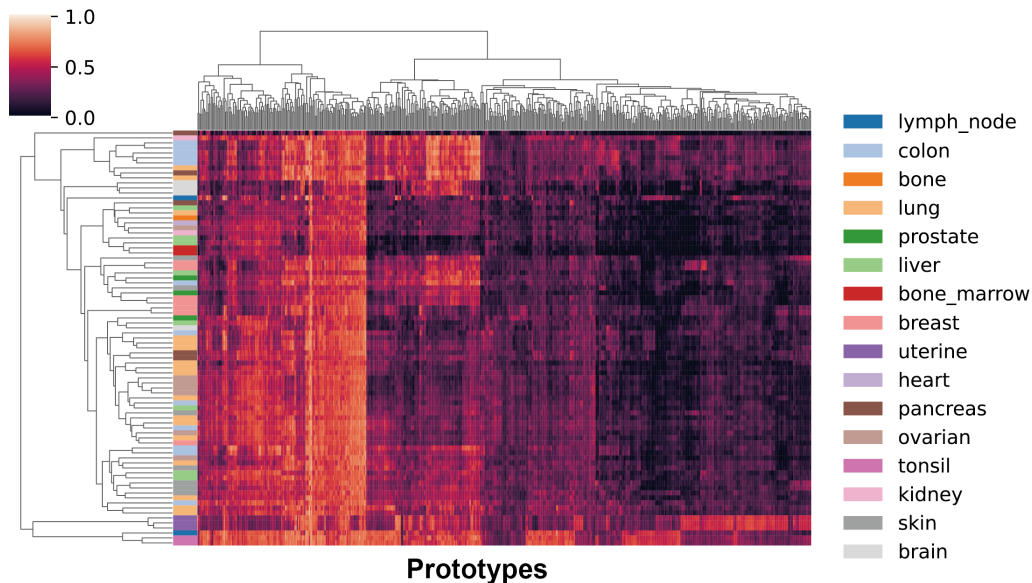 1.0
0.5
0.0
lymph_node
colon
bone
lung
prostate
liver
bone_marrow
breast
uterine
heart
pancreas
ovarian
tonsil
kidney
skin
brain
Prototypes